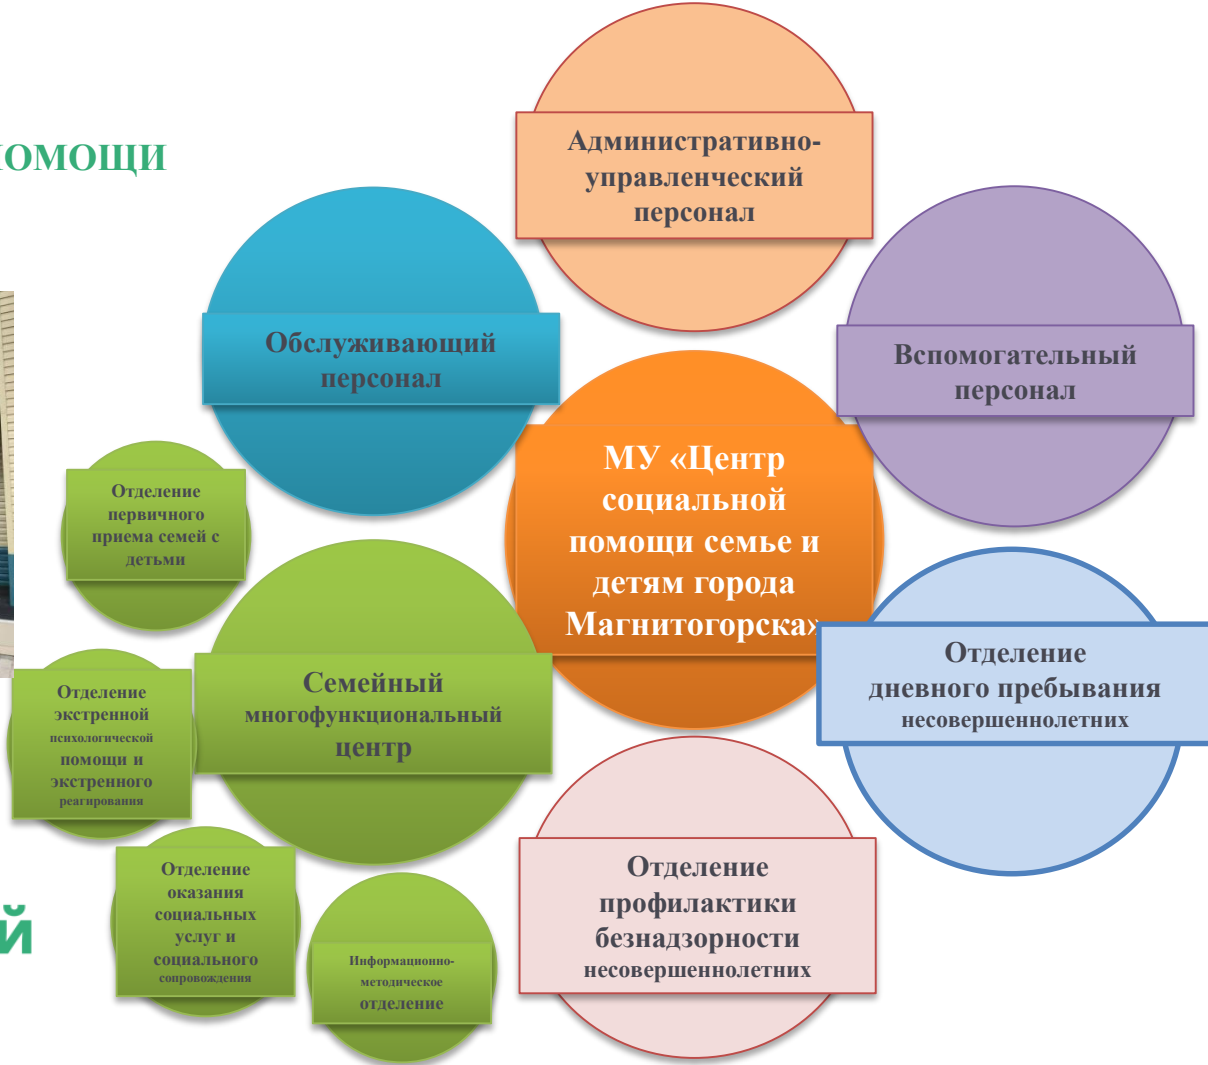 ПОМОЩИ
Административно-
управленческий
персонал
Обслуживающий
персонал
Вспомогательный
персонал
МУ «Центр
социальной
помощи семье и
детям города
Магнитогорска»
Отделение
первичного
приема семей с
детьми
Семейный
многофункциональный
центр
Отделение
дневного пребывания
несовершеннолетних
Отделение
экстренной
психологической
помощи и
экстренного
реагирования
Отделение
оказания
социальных
услуг и
социального
сопровождения
Информационно-
методическое
отделение
Отделение
профилактики
безнадзорности
несовершеннолетних
й